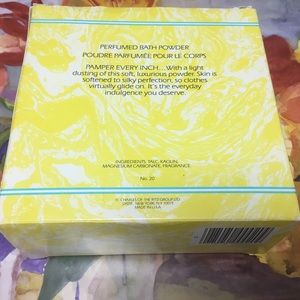 PERFUMED BATH POWDER
POUDRE PARFUMÉE POUR LE CORPS
PAMPER EVERY INCH...With a light
dusting of this soft, luxurious powder. Skin is
softened to silky perfection, so clothes
virtually glide on. It's the everyday
indulgence you deserve.
INGREDIENTS: TALC, KAOLIN,
MAGNESIUM CARBONATE, FRAGRANCE.
No. 20
CHARLES OF THE RITZ GROUP LTD.
DISTR., NEW YORK, N.Y.
MADE IN U.S.A.